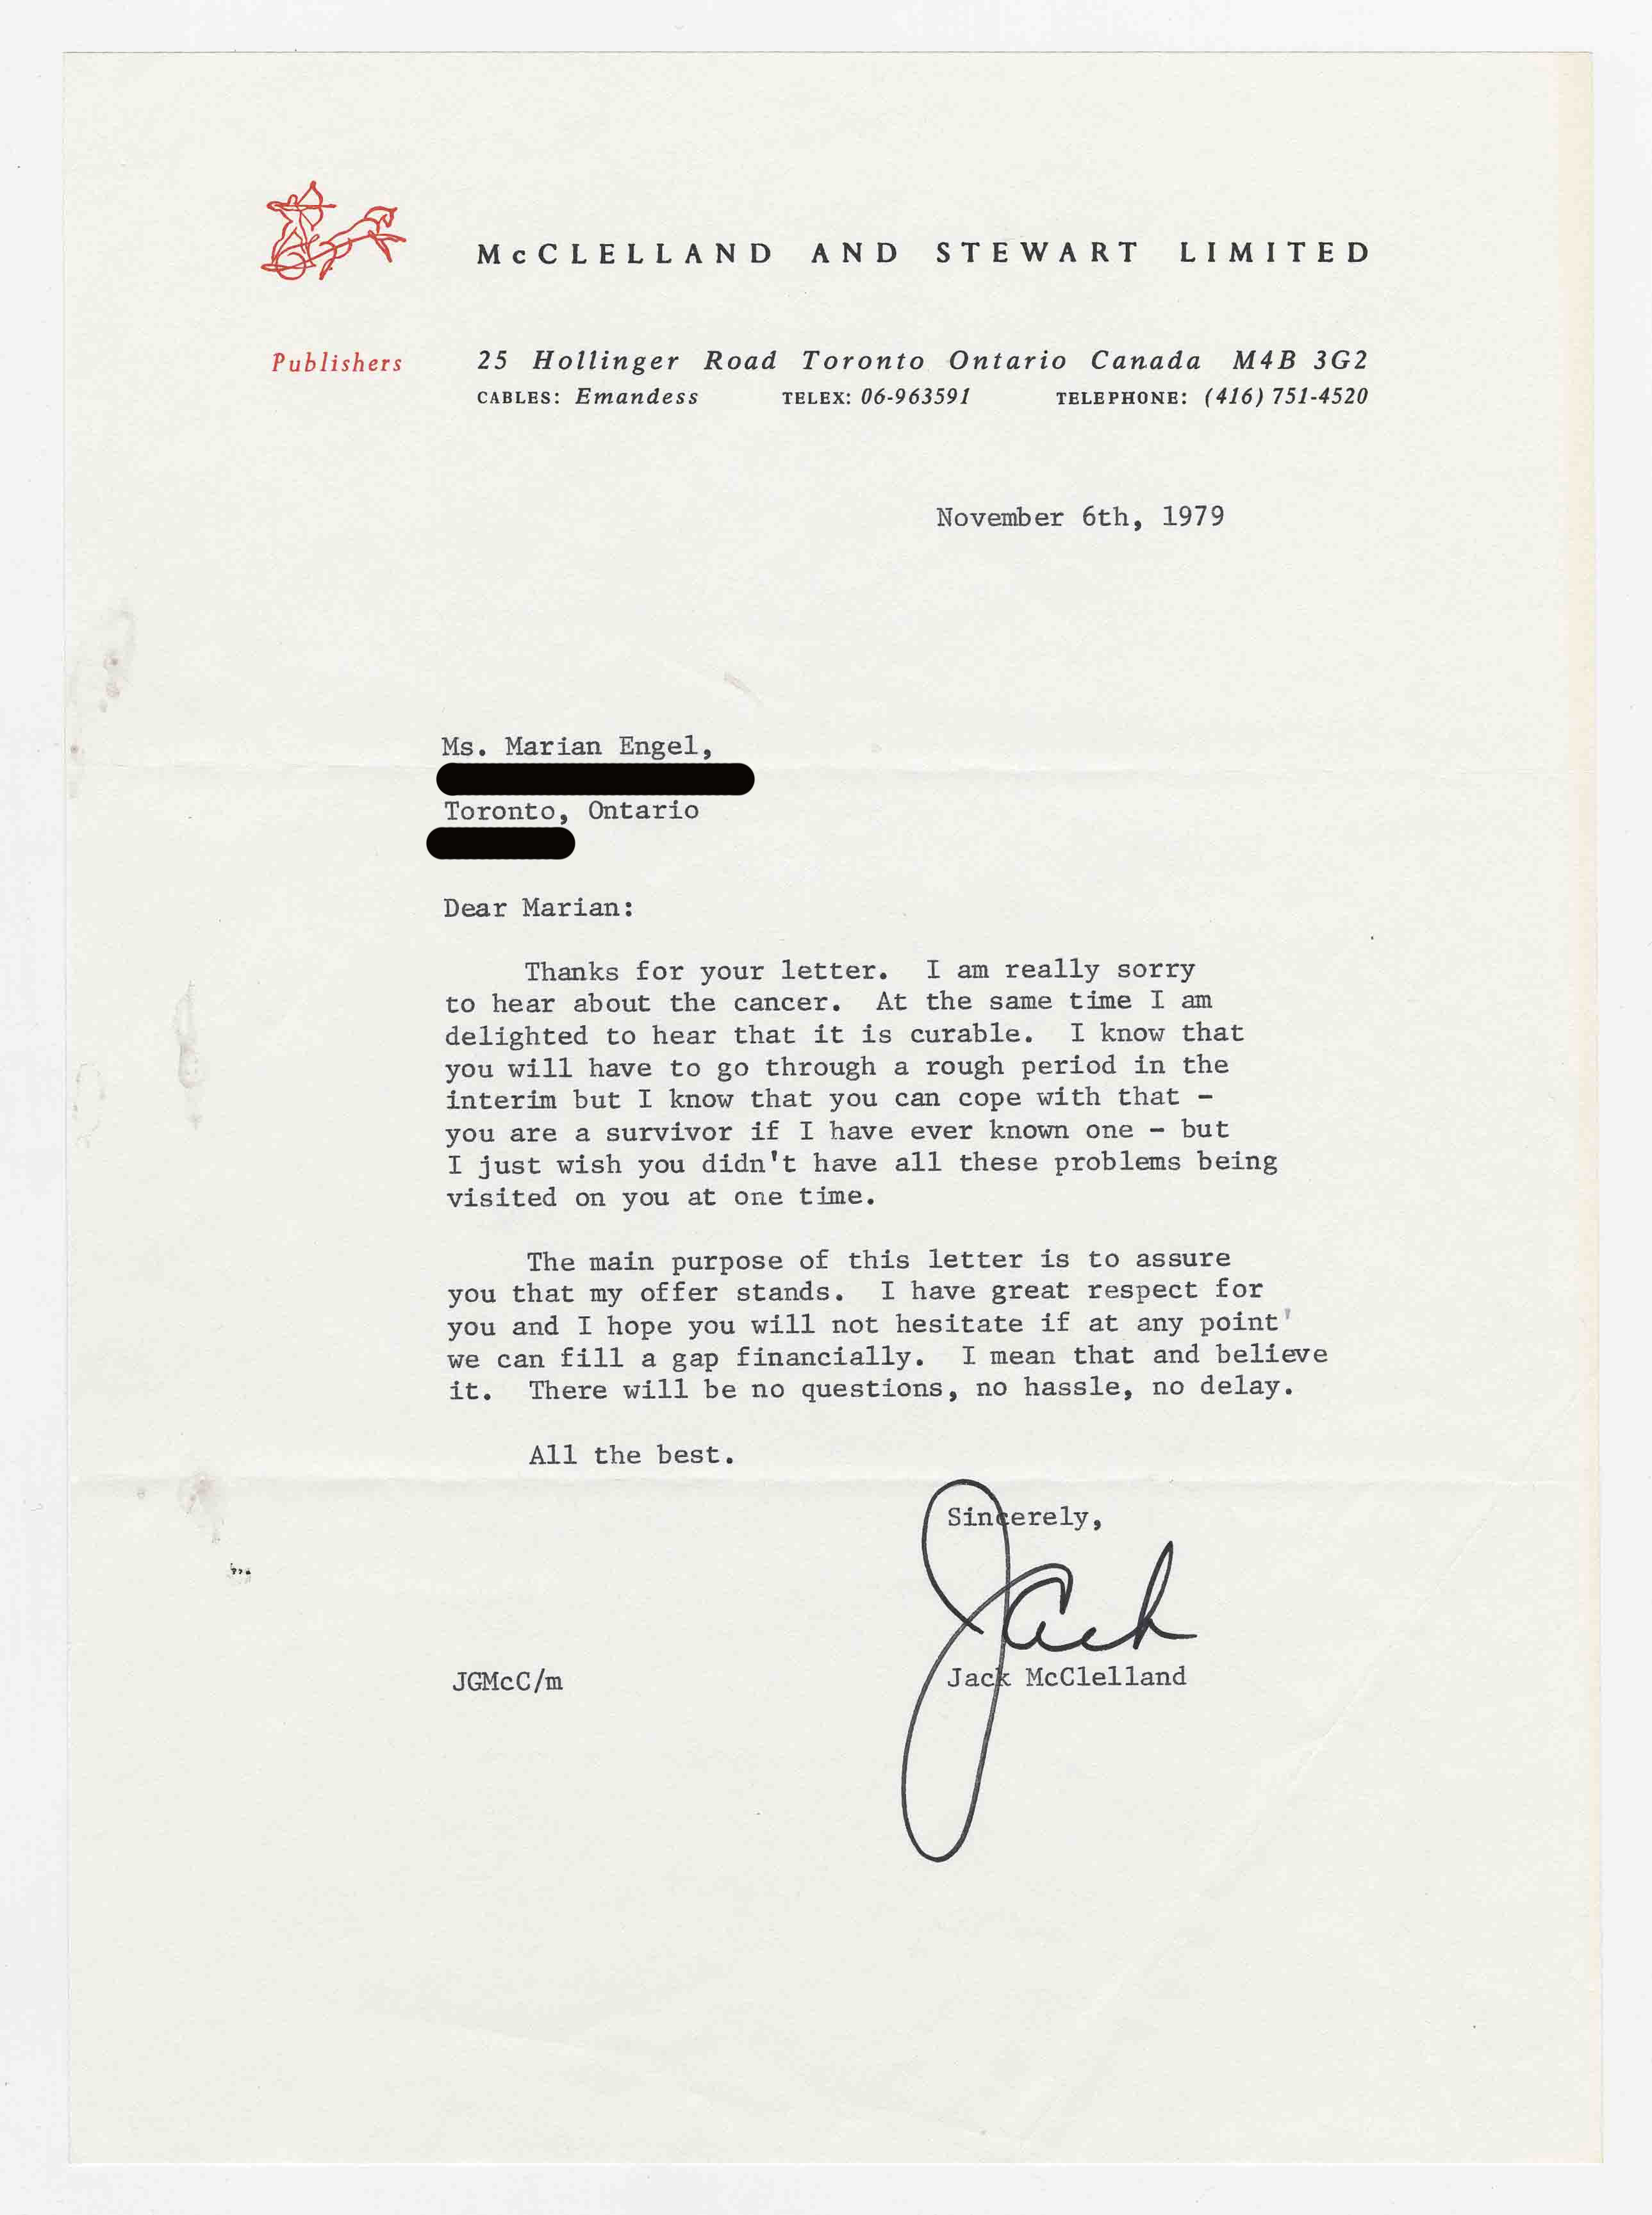 McCLELLAND AND STEWART LIMITED
Publishers 25 Hollinger Road Toronto Ontario Canada M4B 3G2
CABLES: Emandess TELEX: 06-963591 TELEPHONE: (416) 751-4520
November 6th, 1979
Ms. Marian Engel,
Toronto, Ontario
Dear Marian:
Thanks for your letter. I am really sorry
to hear about the cancer. At the same time I am
delighted to hear that it is curable. I know that
you will have to go through a rough period in the
interim but I know that you can cope with that -
you are a survivor if I have ever known one - but
I just wish you didn't have all these problems being
visited on you at one time.
The main purpose of this letter is to assure
you that my offer stands. I have great respect for
you and I hope you will not hesitate if at any point
we can fill a gap financially. I mean that and believe
it. There will be no questions, no hassle, no delay.
All the best.
Sincerely,
Jack
JGMcC/m Jack McClelland